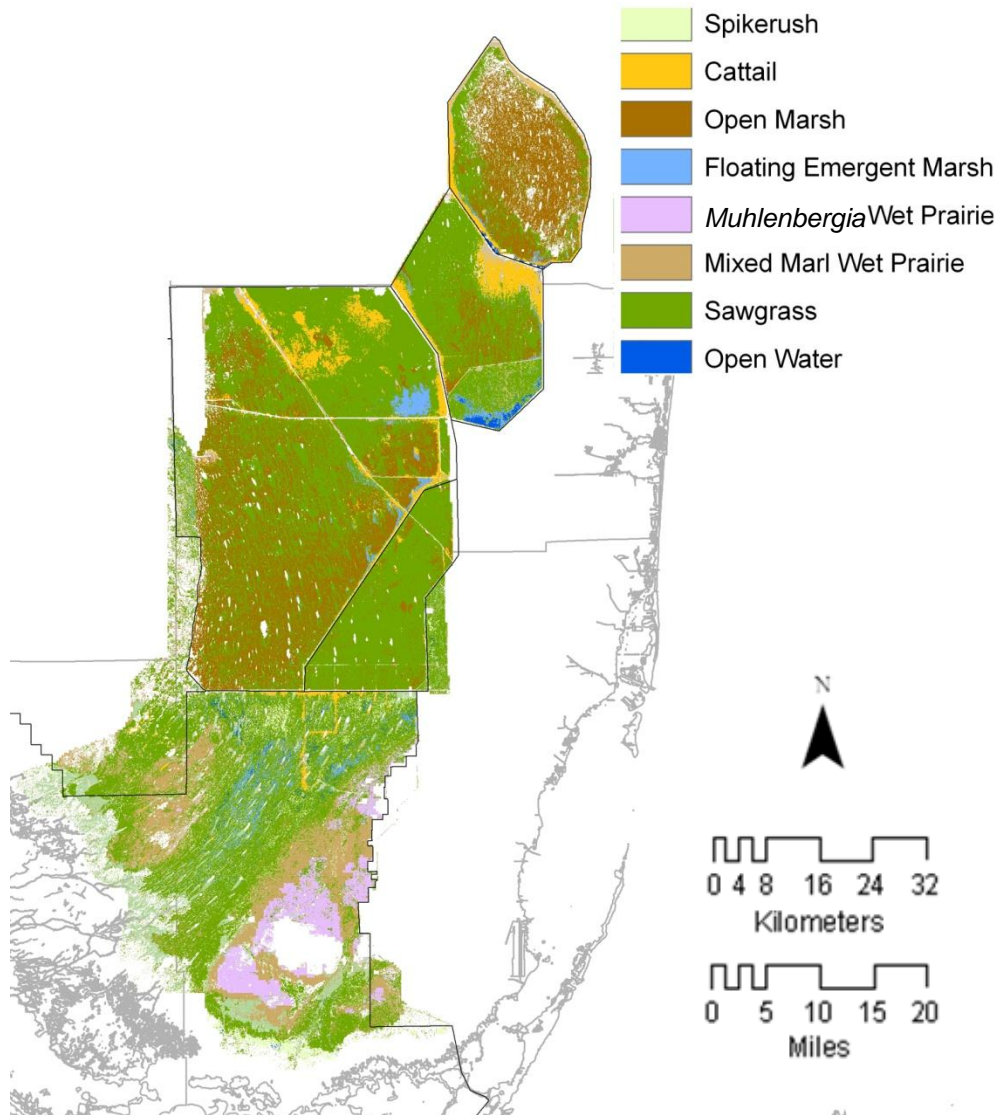 Spikerush
Cattail
Open Marsh
Floating Emergent Marsh
Muhlenbergia Wet Prairie
Mixed Marl Wet Prairie
Sawgrass
Open Water
N
0 4 8 16 24 32
Kilometers
0 5 10 15 20
Miles